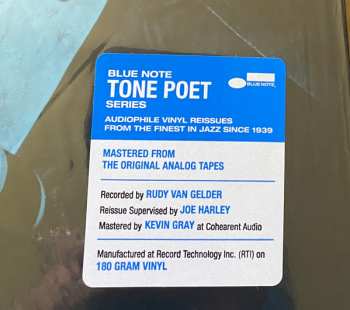 BLUE NOTE
TONE POET
SERIES
BLUE NOTE
AUDIOPHILE VINYL REISSUES
FROM THE FINEST IN JAZZ SINCE 1939
MASTERED FROM
THE ORIGINAL ANALOG TAPES
Recorded by RUDY VAN GELDER
Reissue Supervised by JOE HARLEY
Mastered by KEVIN GRAY at Cohearent Audio
Manufactured at Record Technology Inc. (RTI) on
180 GRAM VINYL